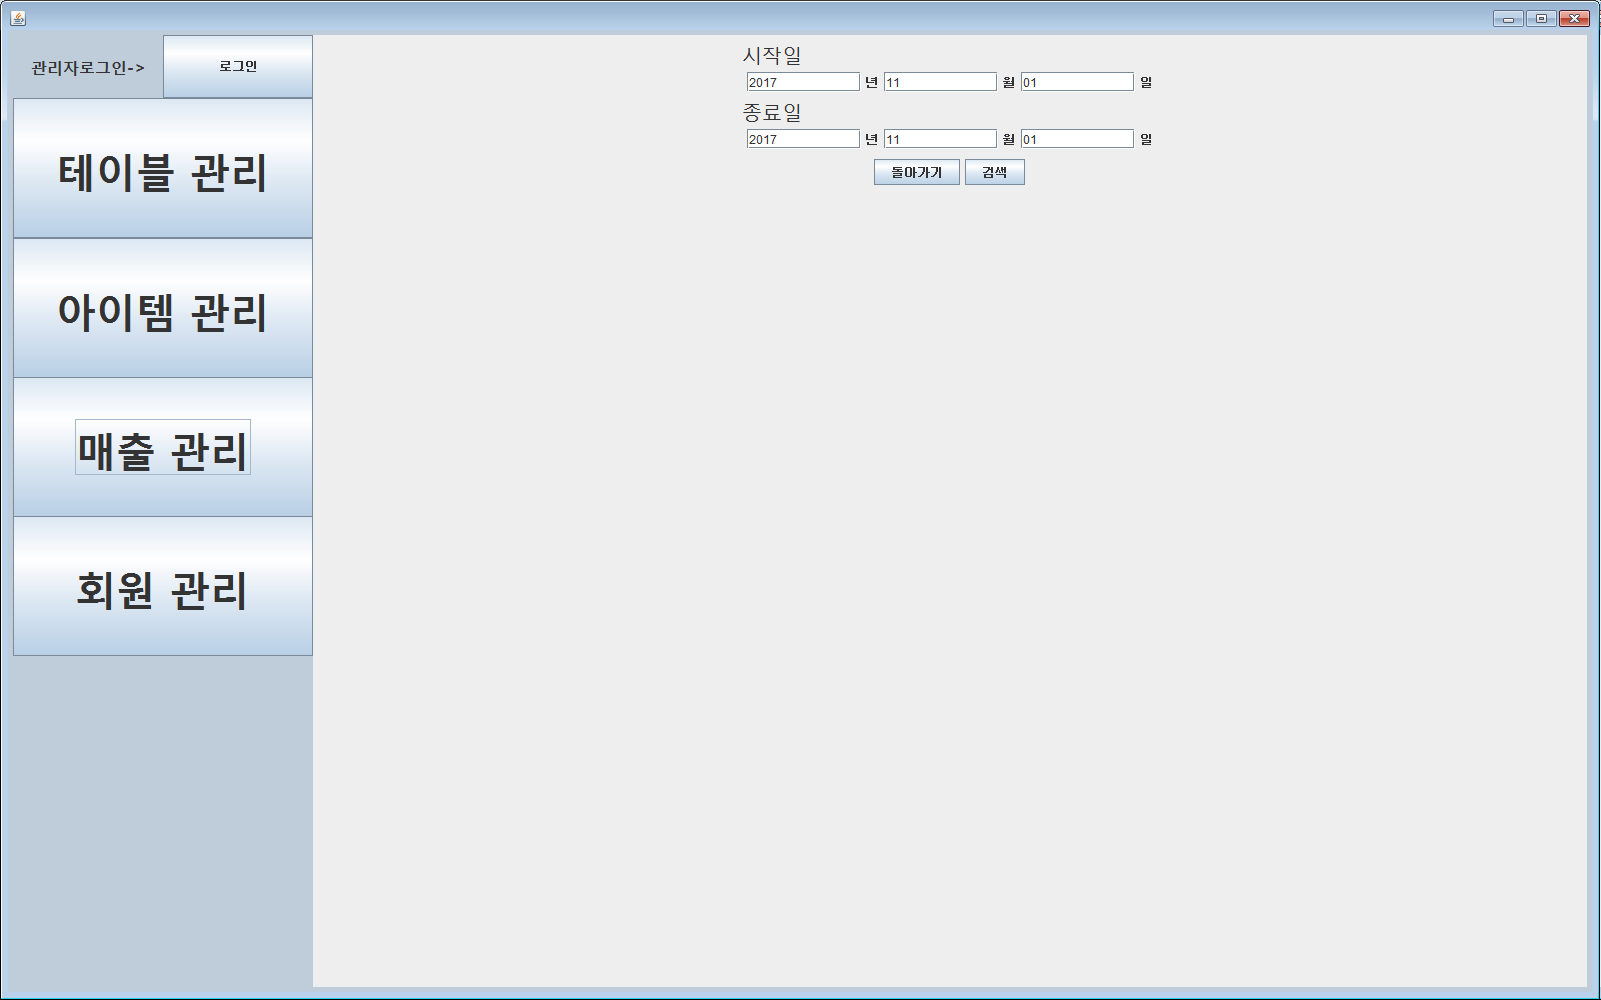 관리자로그인-> 로그인
테이블 관리
아이템 관리
매출 관리
회원 관리
시작일
2017 년 11 월 01 일
종료일
2017 년 11 월 01 일
돌아가기 검색